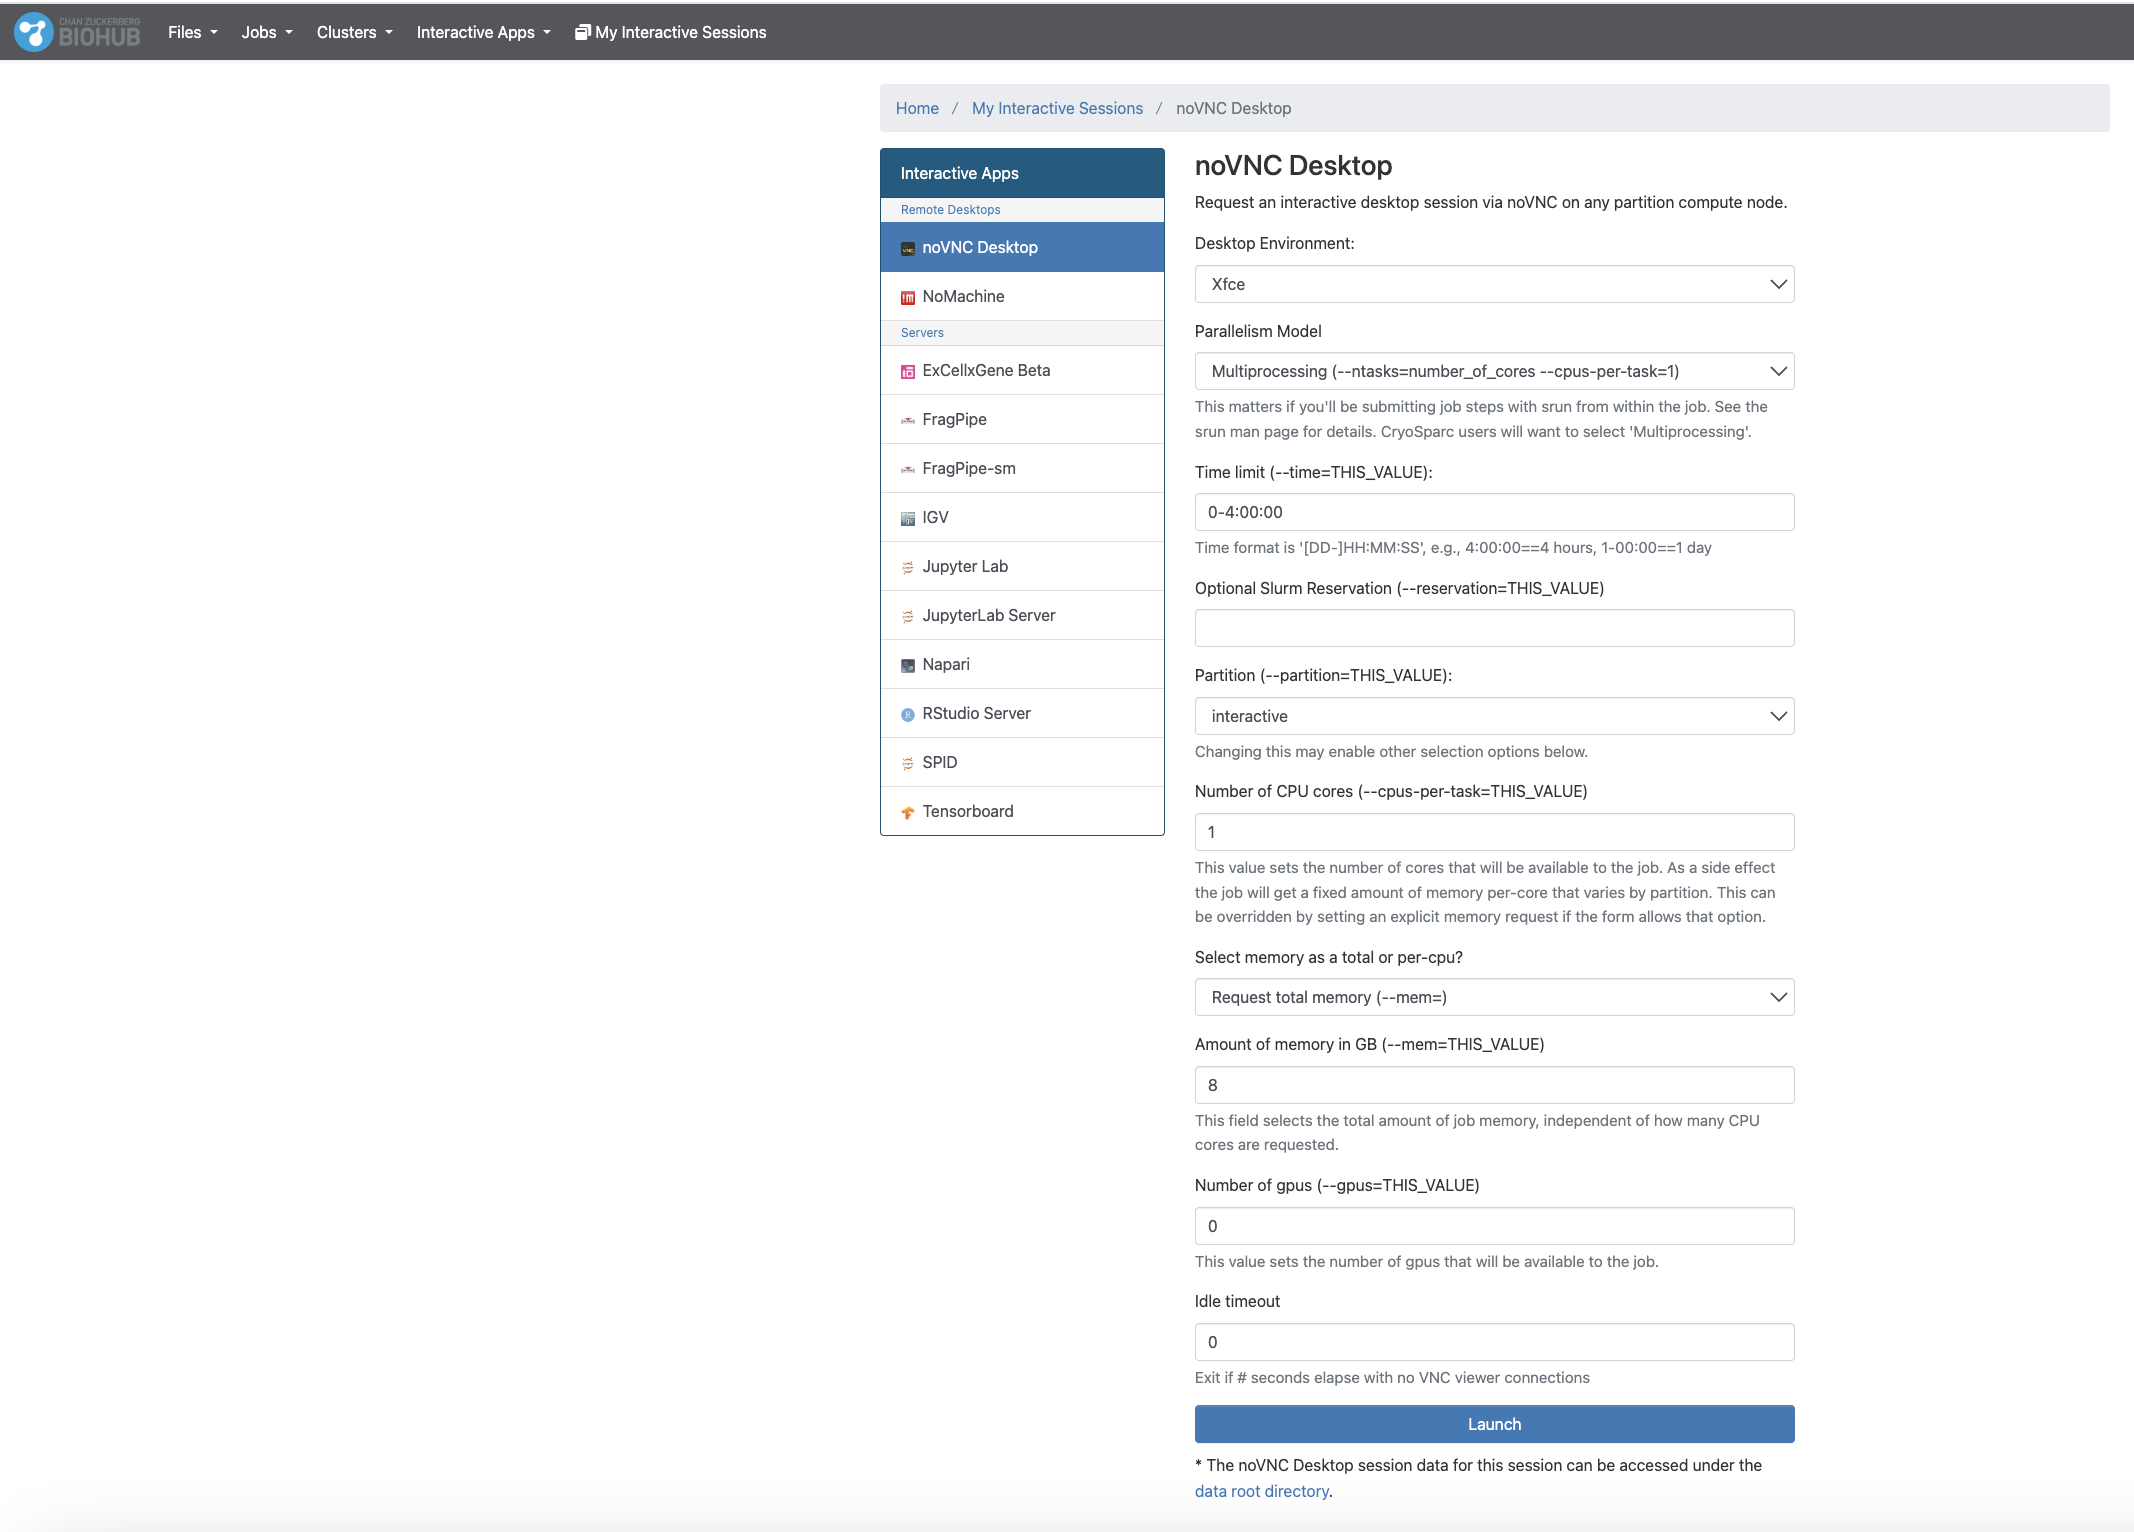 CHAN ZUCKERBERG
BIOHUB
Files
Jobs
Clusters
Interactive Apps
My Interactive Sessions
Home / My Interactive Sessions / noVNC Desktop
Interactive Apps
Remote Desktops
noVNC Desktop
NoMachine
Servers
ExCellxGene Beta
FragPipe
FragPipe-sm
IGV
Jupyter Lab
JupyterLab Server
Napari
RStudio Server
SPID
Tensorboard
noVNC Desktop
Request an interactive desktop session via noVNC on any partition compute node.
Desktop Environment:
Xfce
Parallelism Model
Multiprocessing (--ntasks=number_of_cores --cpus-per-task=1)
This matters if you'll be submitting job steps with srun from within the job. See the
srun man page for details. CryoSparc users will want to select 'Multiprocessing'.
Time limit (--time=THIS_VALUE):
0-4:00:00
Time format is '[DD-]HH:MM:SS', e.g., 4:00:00==4 hours, 1-00:00==1 day
Optional Slurm Reservation (--reservation=THIS_VALUE)
Partition (--partition=THIS_VALUE):
interactive
Changing this may enable other selection options below.
Number of CPU cores (--cpus-per-task=THIS_VALUE)
1
This value sets the number of cores that will be available to the job. As a side effect
the job will get a fixed amount of memory per-core that varies by partition. This can
be overridden by setting an explicit memory request if the form allows that option.
Select memory as a total or per-cpu?
Request total memory (--mem=)
Amount of memory in GB (--mem=THIS_VALUE)
8
This field selects the total amount of job memory, independent of how many CPU
cores are requested.
Number of gpus (--gpus=THIS_VALUE)
0
This value sets the number of gpus that will be available to the job.
Idle timeout
0
Exit if # seconds elapse with no VNC viewer connections
Launch
* The noVNC Desktop session data for this session can be accessed under the
data root directory.